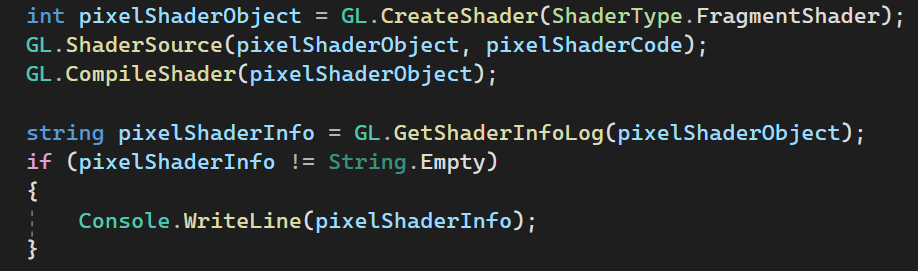 int pixelShaderObject = GL.CreateShader(ShaderType.FragmentShader);
GL.ShaderSource(pixelShaderObject, pixelShaderCode);
GL.CompileShader(pixelShaderObject);

string pixelShaderInfo = GL.GetShaderInfoLog(pixelShaderObject);
if (pixelShaderInfo != String.Empty)
{
    Console.WriteLine(pixelShaderInfo);
}